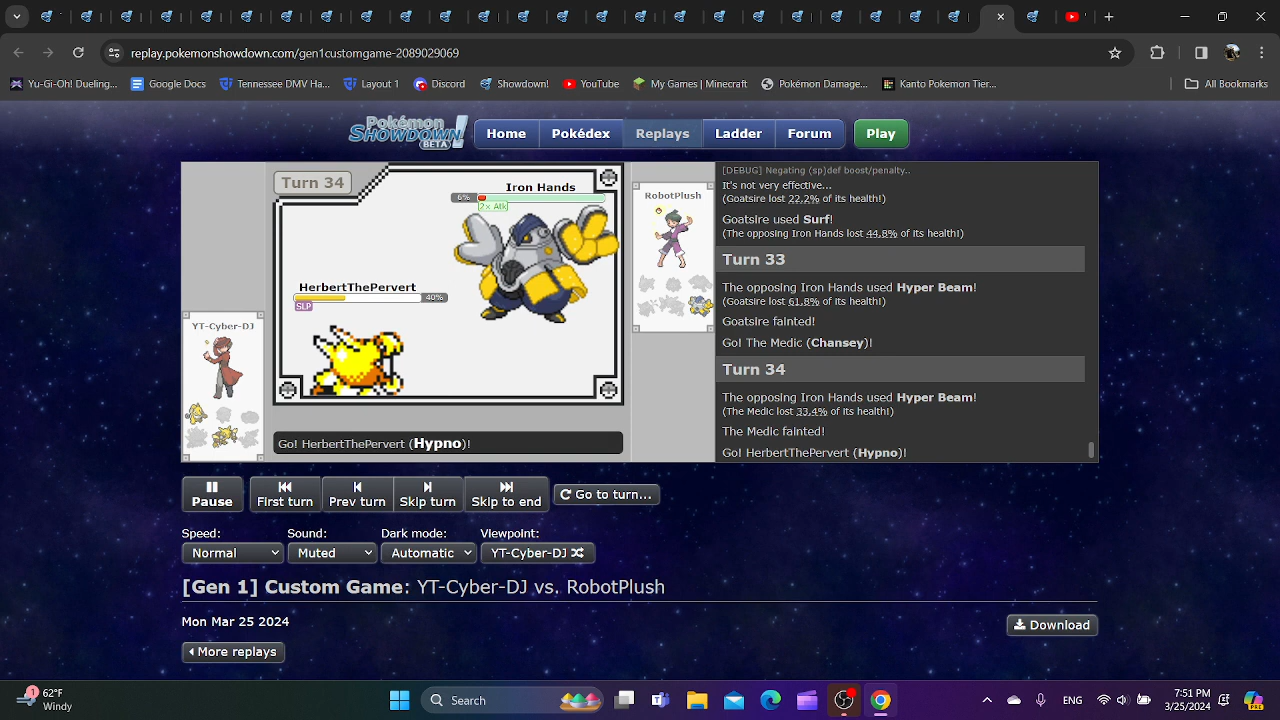 replay.pokemonshowdown.com/gen1customgame-2089029069
Yu-Gi-Oh! Dueling...
Google Docs
Tennessee DMV Ha...
Layout 1
Discord
Showdown!
YouTube
My Games | Minecraft
Pokémon Damage...
Kanto Pokemon Tier...
All Bookmarks
Pokémon
SHOWDOWN!
BETA
Home
Pokédex
Replays
Ladder
Forum
Play
Turn 34
Iron Hands
6%
2× Atk
HerbertThePervert
40%
SLP
YT-Cyber-DJ
RobotPlush
Go! HerbertThePervert (Hypno)!
[DEBUG] Negating (sp)def boost/penalty..
It's not very effective...
(Goatsire lost 22.2% of its health!)
Goatsire used Surf!
(The opposing Iron Hands lost 44.8% of its health!)
Turn 33
The opposing Iron Hands used Hyper Beam!
(Goatsire lost 61.8% of its health!)
Goatsire fainted!
Go! The Medic (Chansey)!
Turn 34
The opposing Iron Hands used Hyper Beam!
(The Medic lost 33.4% of its health!)
The Medic fainted!
Go! HerbertThePervert (Hypno)!
Pause
First turn
Prev turn
Skip turn
Skip to end
Go to turn...
Speed:
Sound:
Dark mode:
Viewpoint:
Normal
Muted
Automatic
YT-Cyber-DJ
[Gen 1] Custom Game: YT-Cyber-DJ vs. RobotPlush
Mon Mar 25 2024
Download
More replays
1
62°F
Windy
Search
ENG
7:51 PM
3/25/2024
PRE